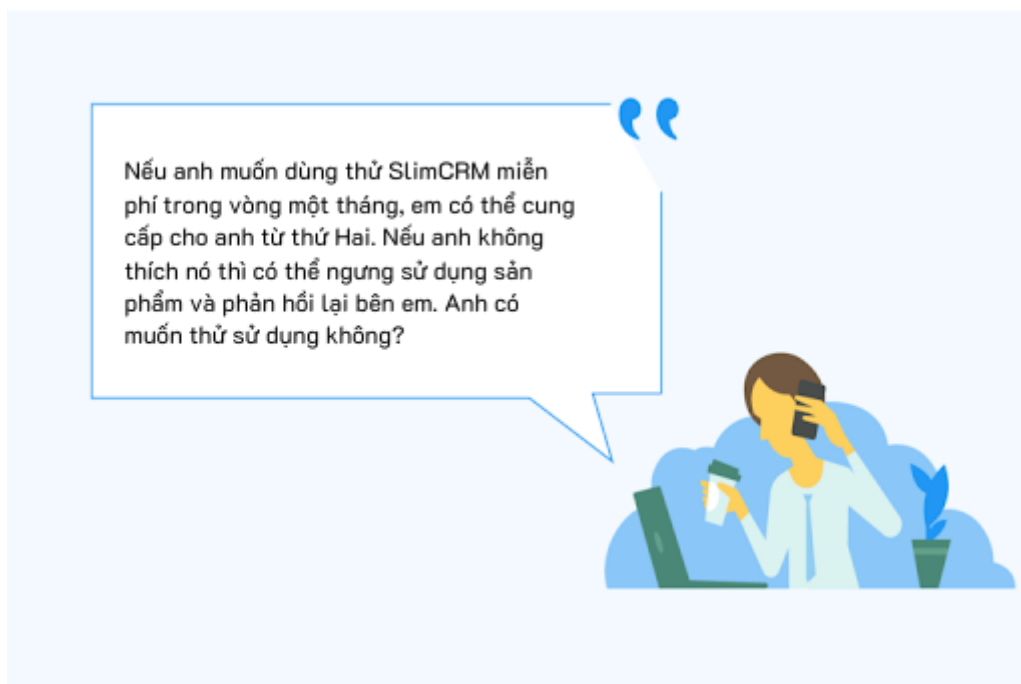 Nếu anh muốn dùng thử SlimCRM miễn
phí trong vòng một tháng, em có thể cung
cấp cho anh từ thứ Hai. Nếu anh không
thích nó thì có thể ngưng sử dụng sản
phẩm và phản hồi lại bên em. Anh có
muốn thử sử dụng không?